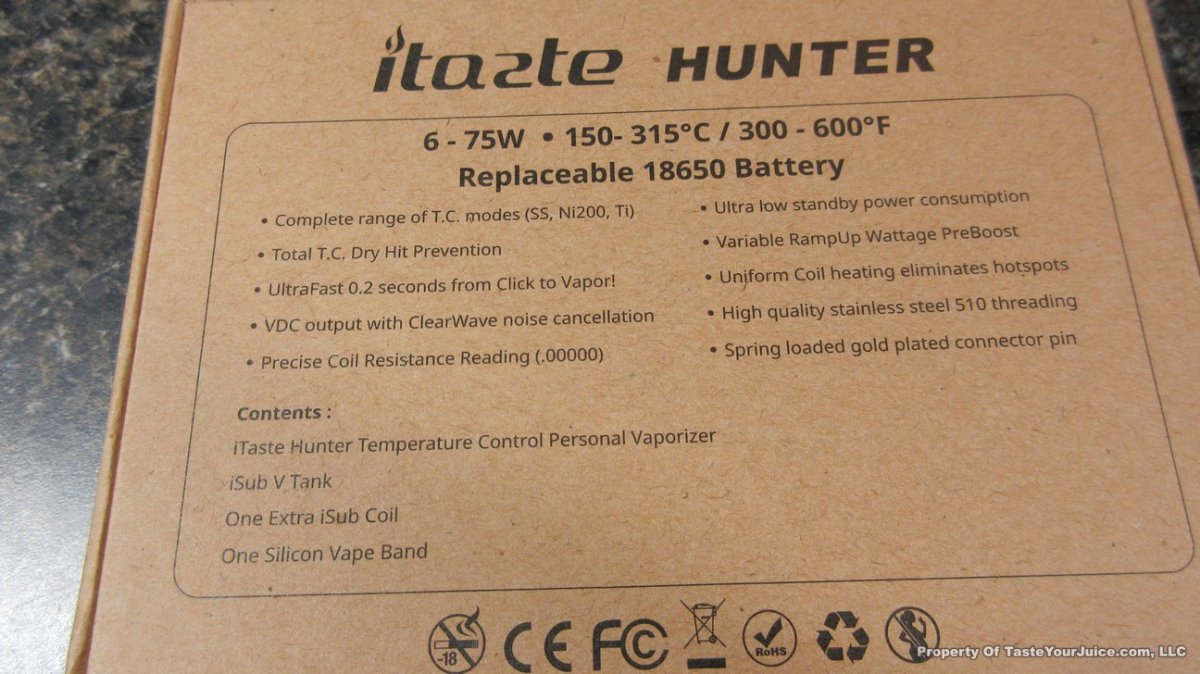 itaste HUNTER
6 - 75W • 150- 315°C / 300 - 600°F
Replaceable 18650 Battery
• Complete range of T.C. modes (SS, Ni200, Ti)
• Total T.C. Dry Hit Prevention
• UltraFast 0.2 seconds from Click to Vapor!
• VDC output with ClearWave noise cancellation
• Precise Coil Resistance Reading (.00000)
• Ultra low standby power consumption
• Variable RampUp Wattage PreBoost
• Uniform Coil heating eliminates hotspots
• High quality stainless steel 510 threading
• Spring loaded gold plated connector pin
Contents :
iTaste Hunter Temperature Control Personal Vaporizer
iSub V Tank
One Extra iSub Coil
One Silicon Vape Band
-18 CE FC RoHS
Property Of TasteYourJuice.com, LLC